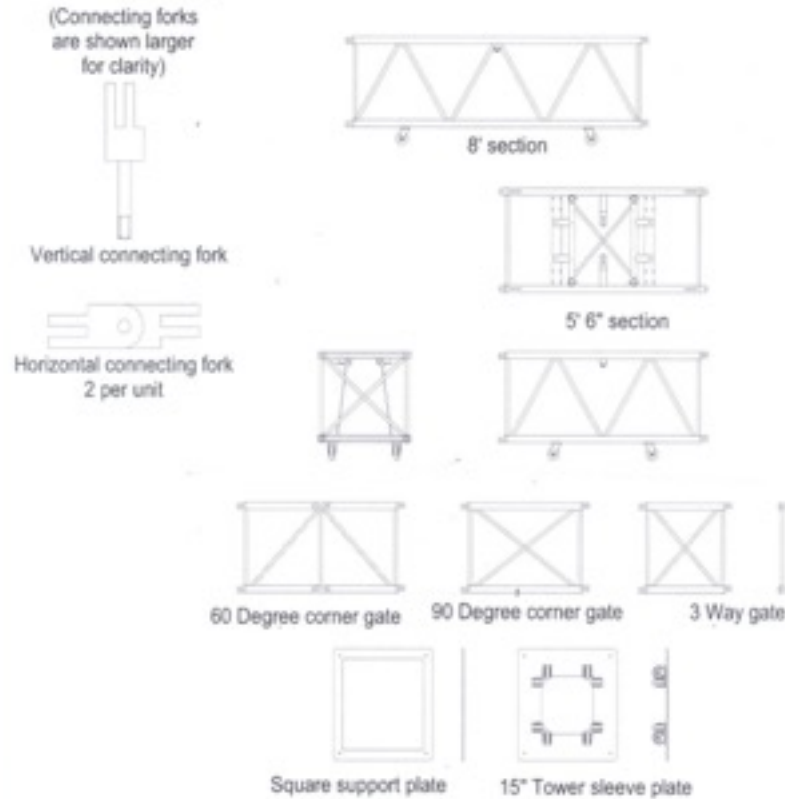 (Connecting forks
are shown larger
for clarity)
8' section
Vertical connecting fork
5' 6" section
Horizontal connecting fork
2 per unit
60 Degree corner gate
90 Degree corner gate
3 Way gate
Square support plate
15" Tower sleeve plate